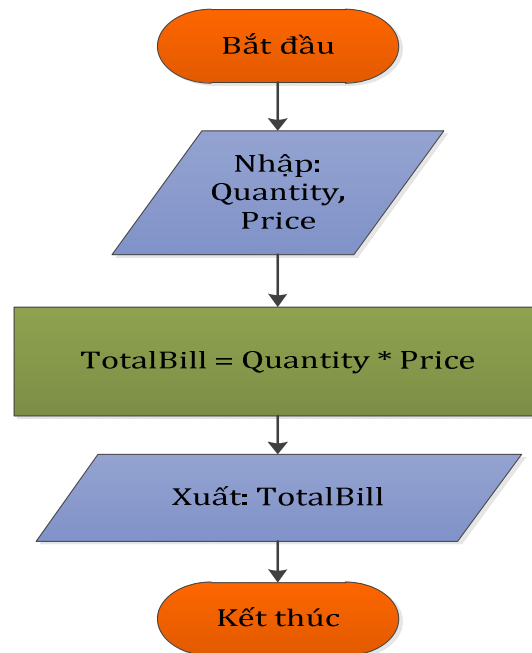 Bắt đầu
Nhập:
Quantity,
Price
TotalBill = Quantity * Price
Xuất: TotalBill
Kết thúc